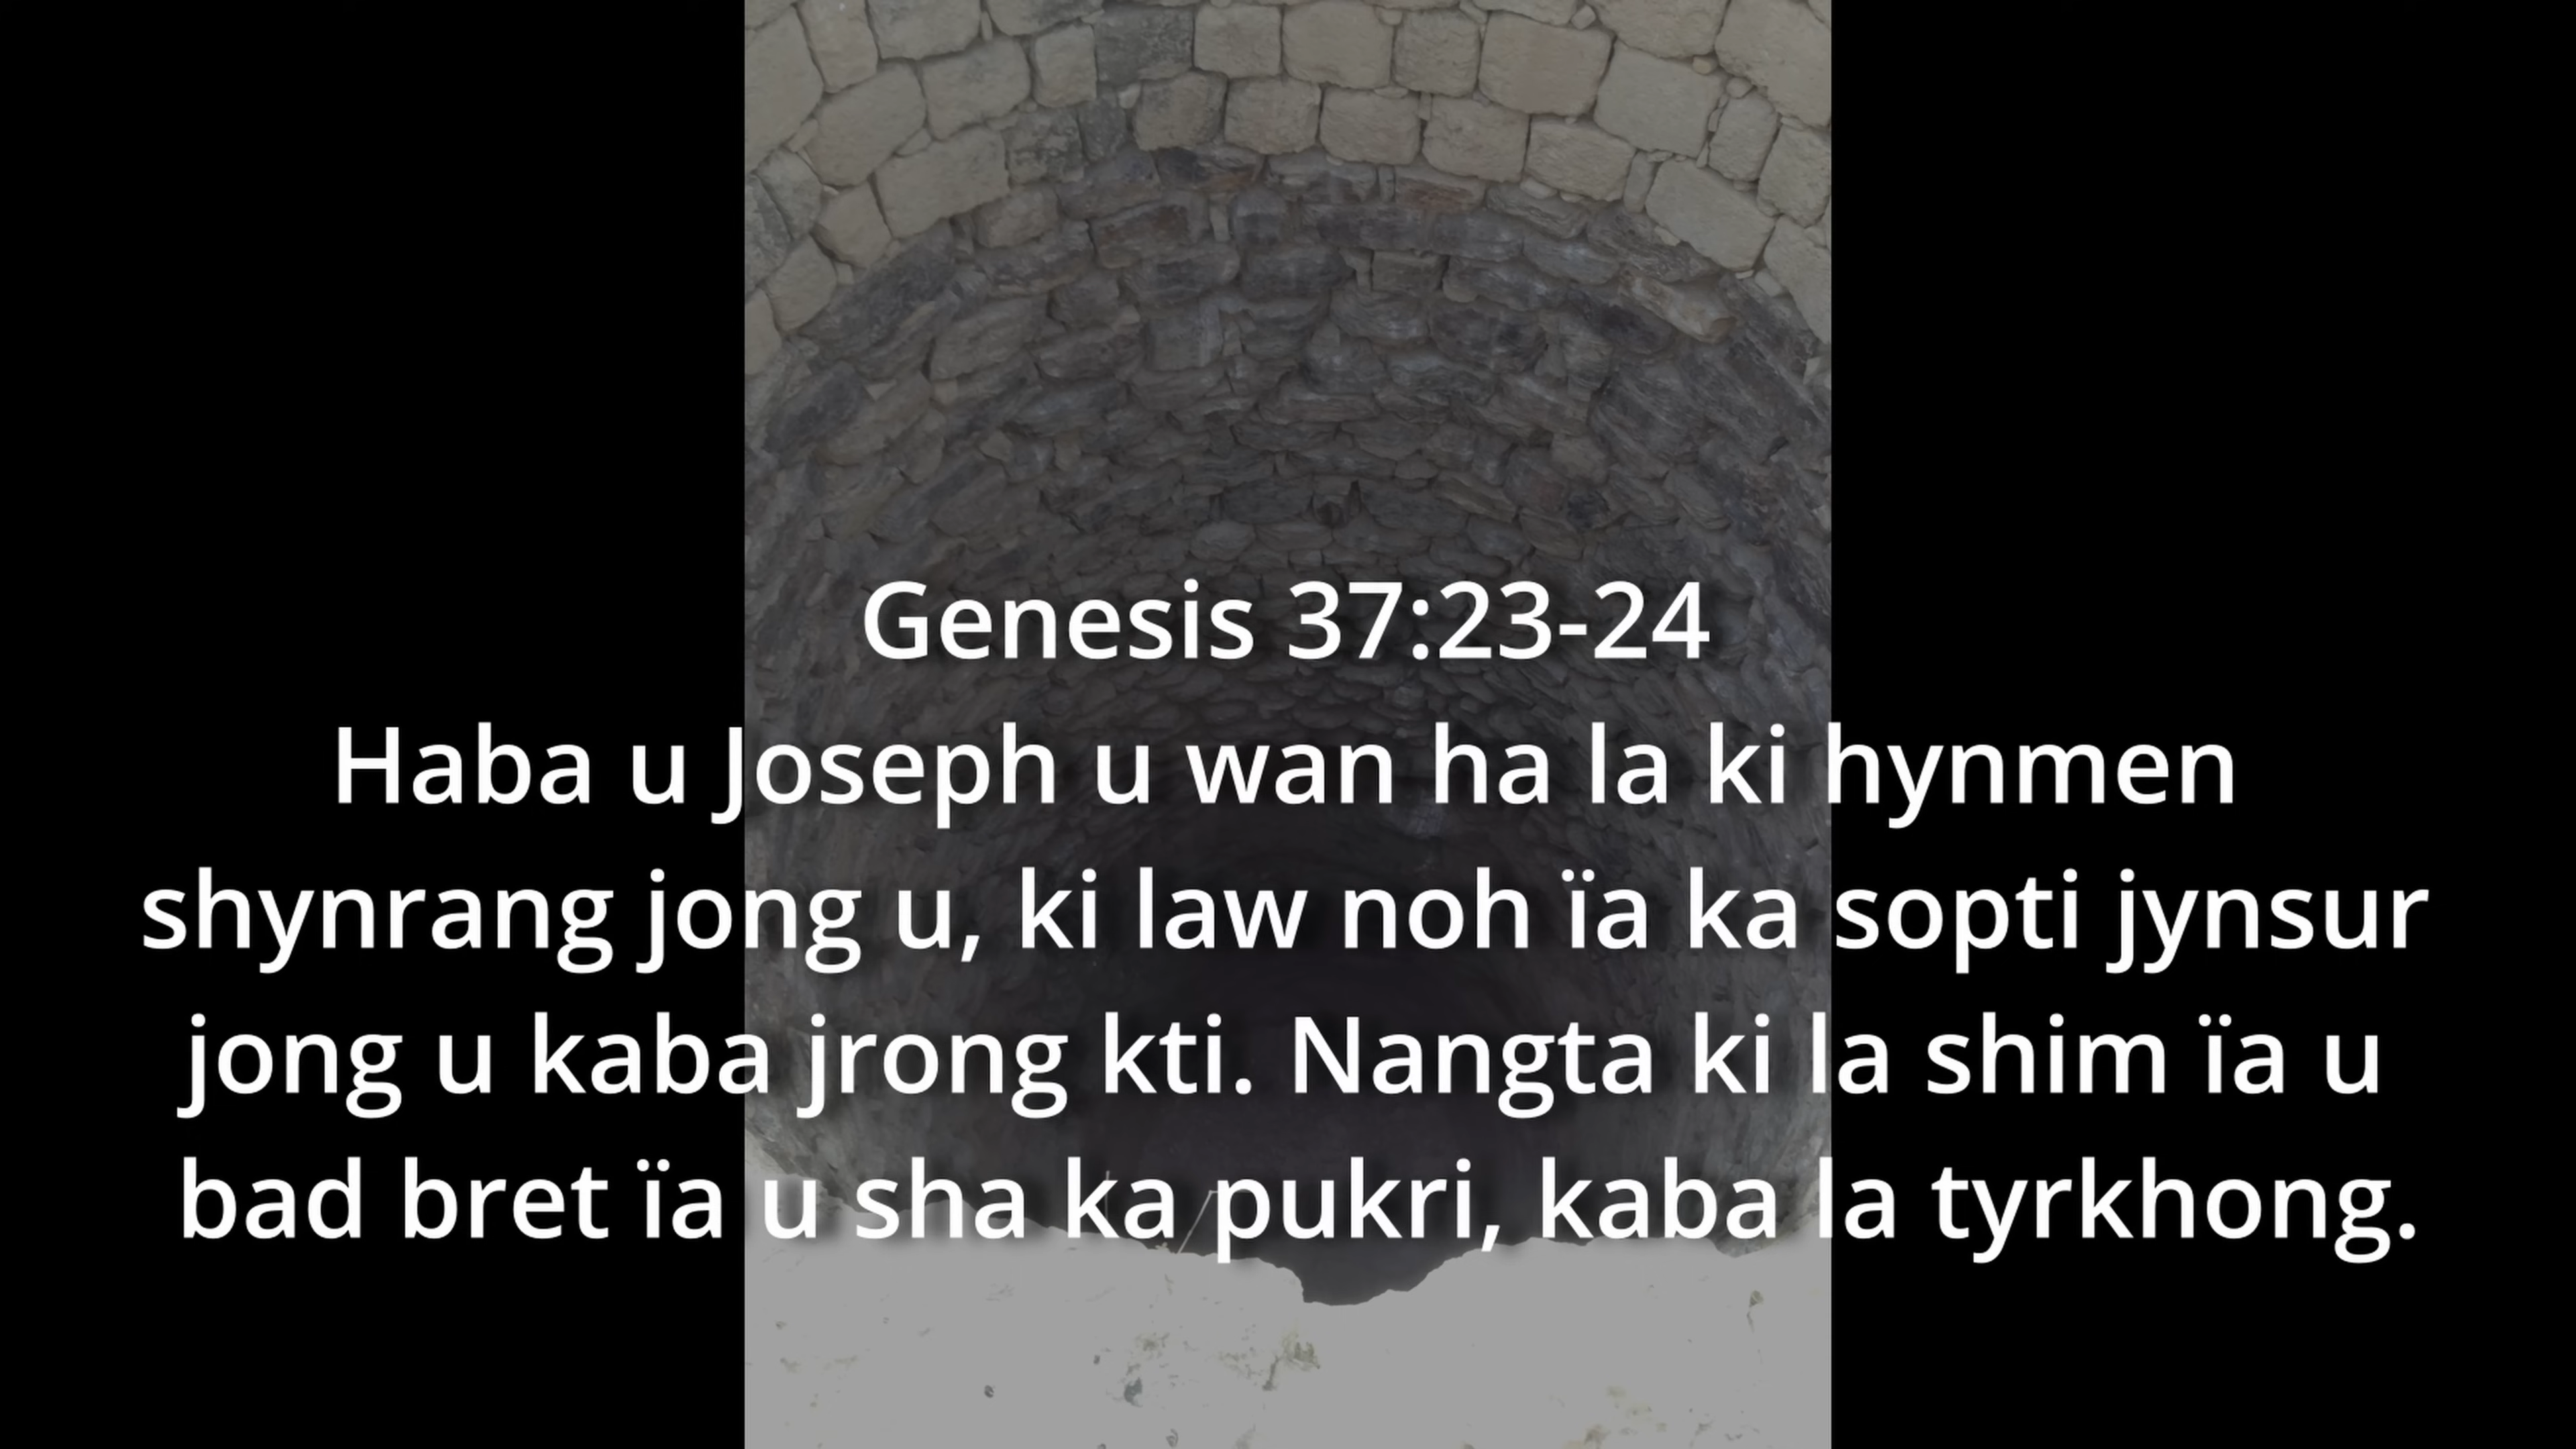 Genesis 37:23-24
Haba u Joseph u wan ha la ki hynmen
shynrang jong u, ki law noh ïa ka sopti jynsur
jong u kaba jrong kti. Nangta ki la shim ïa u
bad bret ïa u sha ka pukri, kaba la tyrkhong.